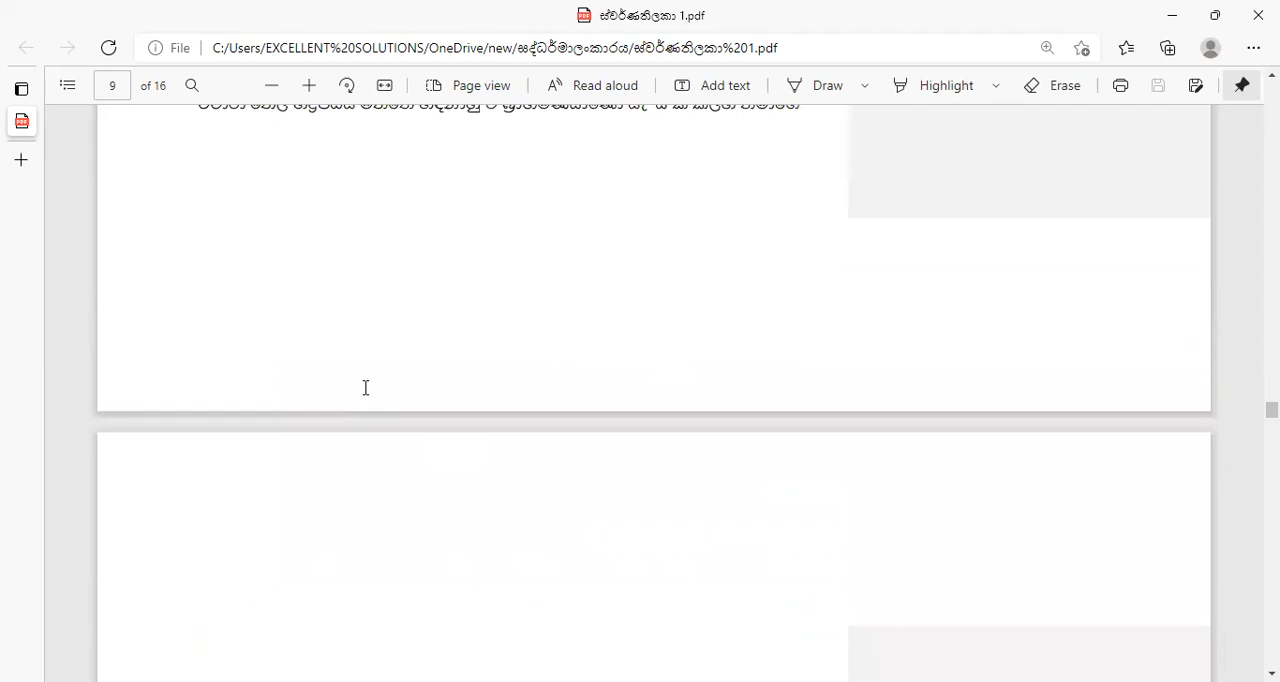 ස්වර්ණතිලකා 1.pdf
File C:/Users/EXCELLENT%20SOLUTIONS/OneDrive/new/සද්ධර්මාලංකාරය/ස්වර්ණතිලකා%201.pdf
9 of 16 Page view Read aloud Add text Draw Highlight Erase